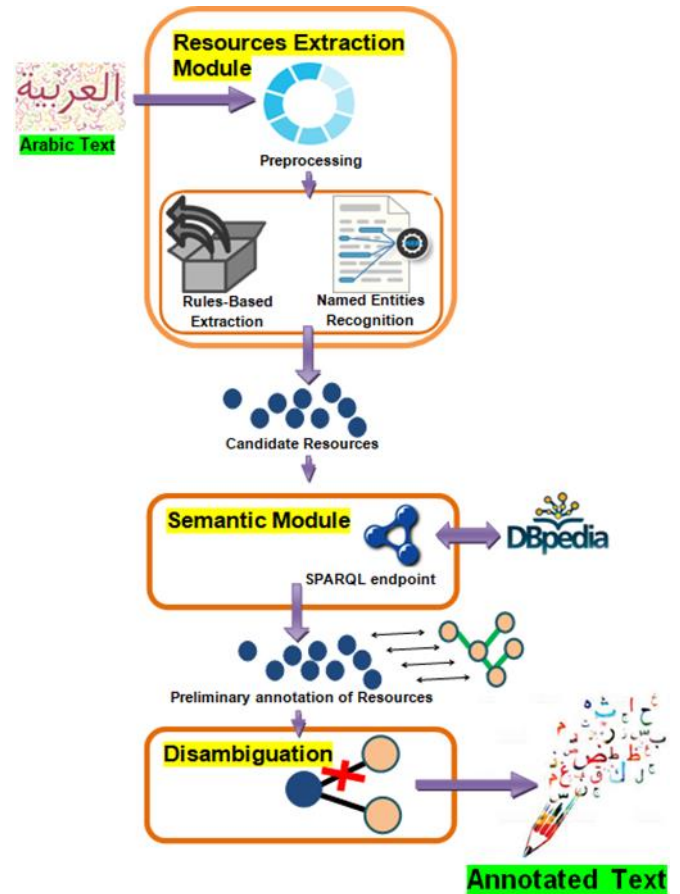 Resources Extraction
Module
العربية
Arabic Text
Preprocessing
Rules-Based
Extraction
Named Entities
Recognition
Candidate Resources
Semantic Module
SPARQL endpoint
DBpedia
Preliminary annotation of Resources
Disambiguation
Annotated Text